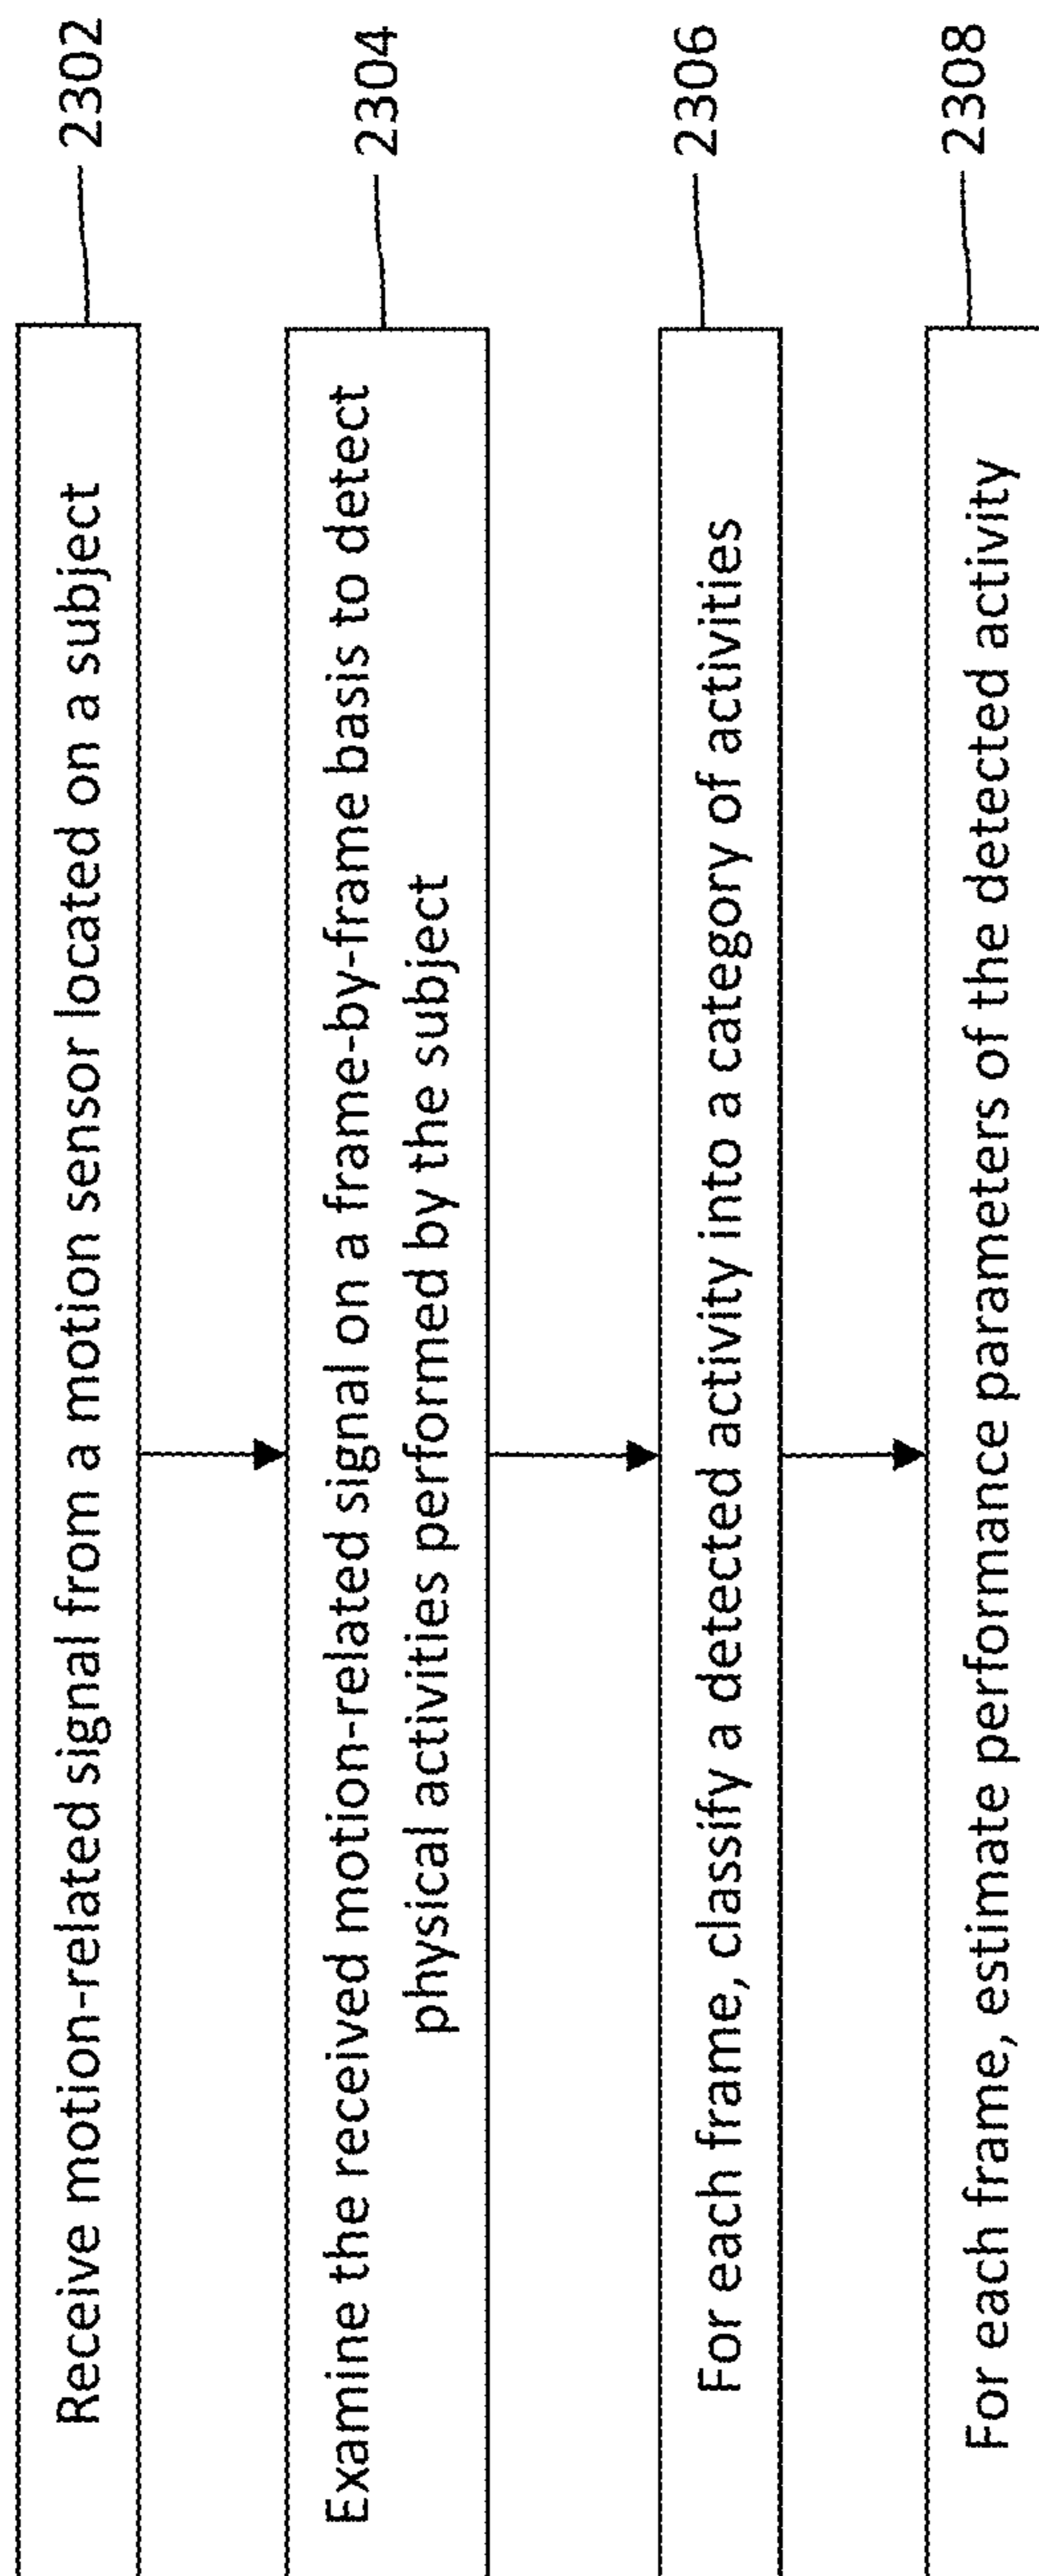 Receive motion-related signal from a motion sensor located on a subject
2302
Examine the received motion-related signal on a frame-by-frame basis to detect
physical activities performed by the subject
2304
For each frame, classify a detected activity into a category of activities
2306
For each frame, estimate performance parameters of the detected activity
2308